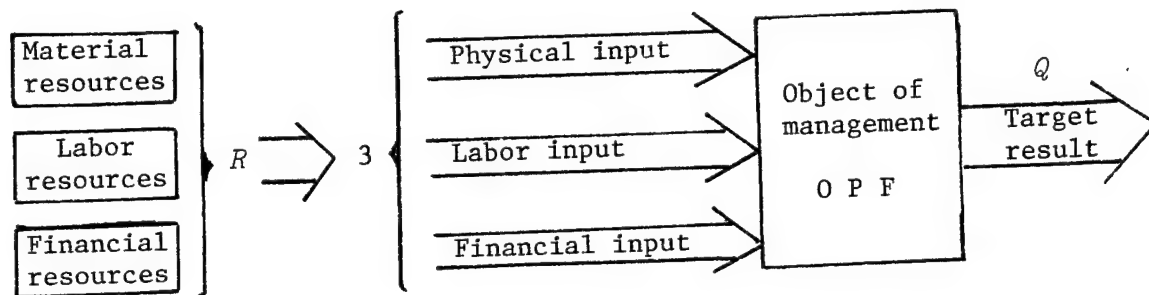 Material
resources
Labor
resources
Financial
resources
R
3
Physical input
Labor input
Financial input
Object of
management
O P F
Q
Target
result